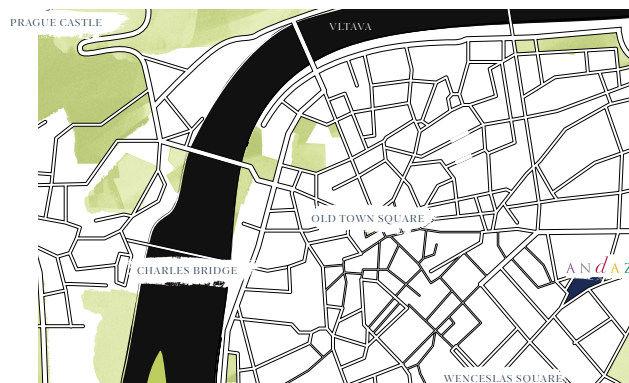 PRAGUE CASTLE
VLTAVA
OLD TOWN SQUARE
ANdAZ
CHARLES BRIDGE
WENCESLAS SQUARE